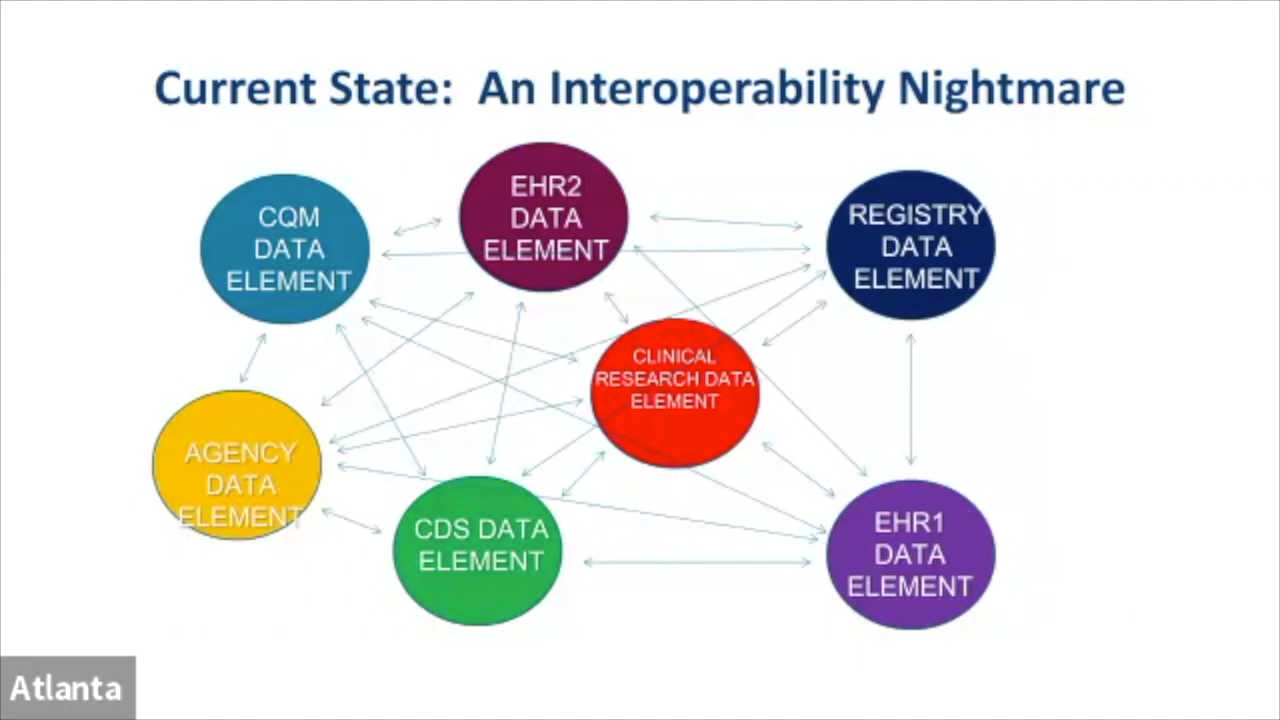 Current State: An Interoperability Nightmare
CQM
DATA
ELEMENT
EHR2
DATA
ELEMENT
REGISTRY
DATA
ELEMENT
CLINICAL
RESEARCH DATA
ELEMENT
AGENCY
DATA
ELEMENT
CDS DATA
ELEMENT
EHR1
DATA
ELEMENT
Atlanta